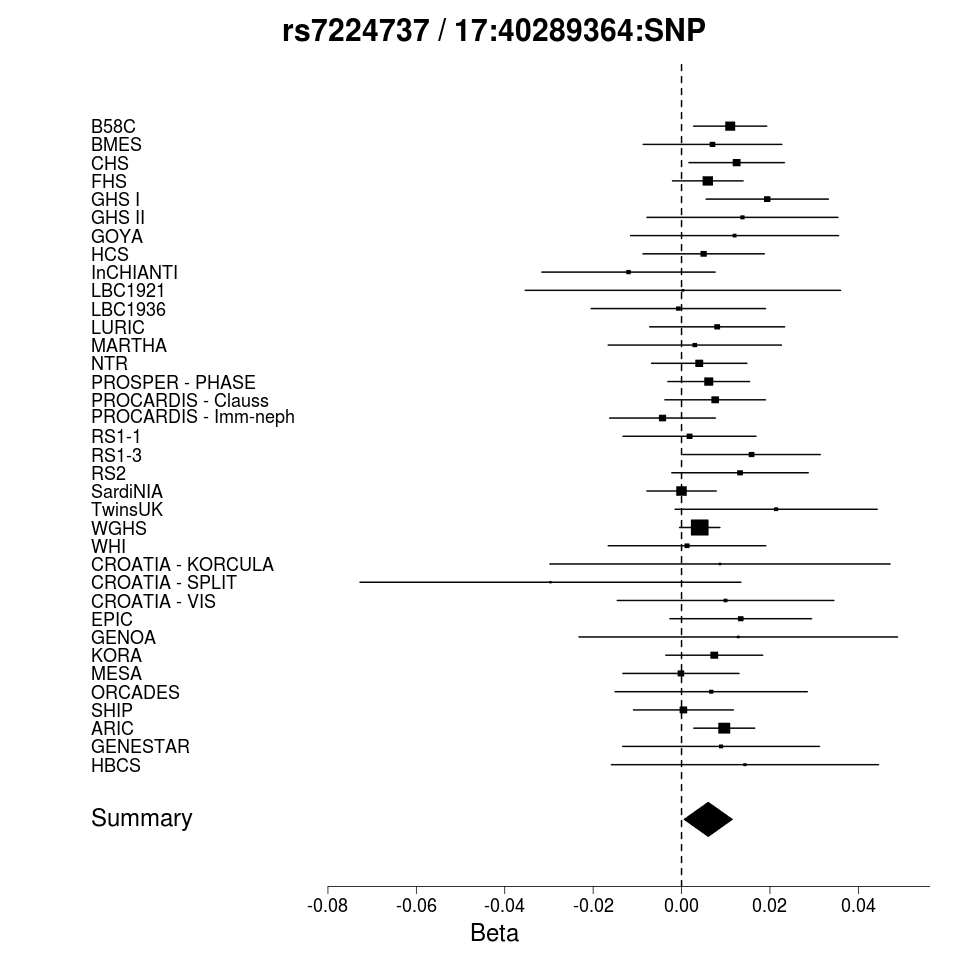 rs7224737 / 17:40289364:SNP
B58C
BMES
CHS
FHS
GHS I
GHS II
GOYA
HCS
InCHIANTI
LBC1921
LBC1936
LURIC
MARTHA
NTR
PROSPER - PHASE
PROCARDIS - Clauss
PROCARDIS - Imm-neph
RS1-1
RS1-3
RS2
SardiNIA
TwinsUK
WGHS
WHI
CROATIA - KORCULA
CROATIA - SPLIT
CROATIA - VIS
EPIC
GENOA
KORA
MESA
ORCADES
SHIP
ARIC
GENESTAR
HBCS
Summary
-0.08 -0.06 -0.04 -0.02 0.00 0.02 0.04
Beta